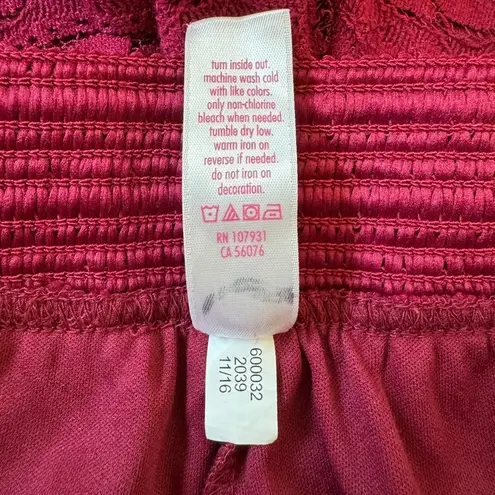 turn inside out.
machine wash cold
with like colors.
only non-chlorine
bleach when needed.
tumble dry low.
warm iron on
reverse if needed.
do not iron on
decoration.
RN 107931
CA 56076
600032
2039
11/16